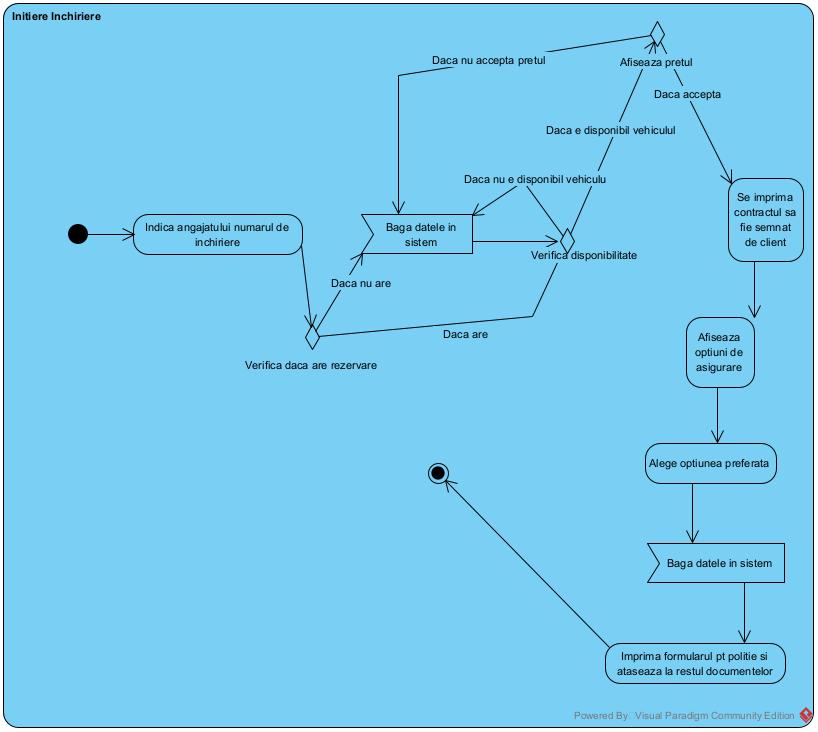 Initiere Inchiriere
Daca nu accepta pretul
Afiseaza pretul
Daca accepta
Daca e disponibil vehiculul
Daca nu e disponibil vehiculu
Se imprima
contractul sa
fie semnat
de client
Indica angajatului numarul de
inchiriere
Baga datele in
sistem
Verifica disponibilitate
Daca nu are
Daca are
Verifica daca are rezervare
Afiseaza
optiuni de
asigurare
Alege optiunea preferata
Baga datele in sistem
Imprima formularul pt politie si
ataseaza la restul documentelor
Powered By Visual Paradigm Community Edition